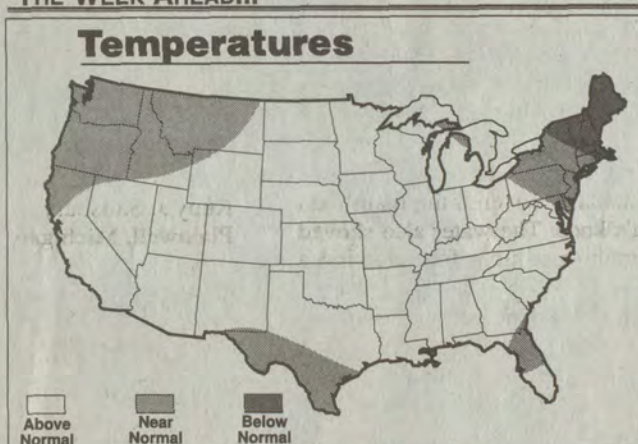 THE WEEK AHEAD...
Temperatures
Above Normal
Near Normal
Below Normal